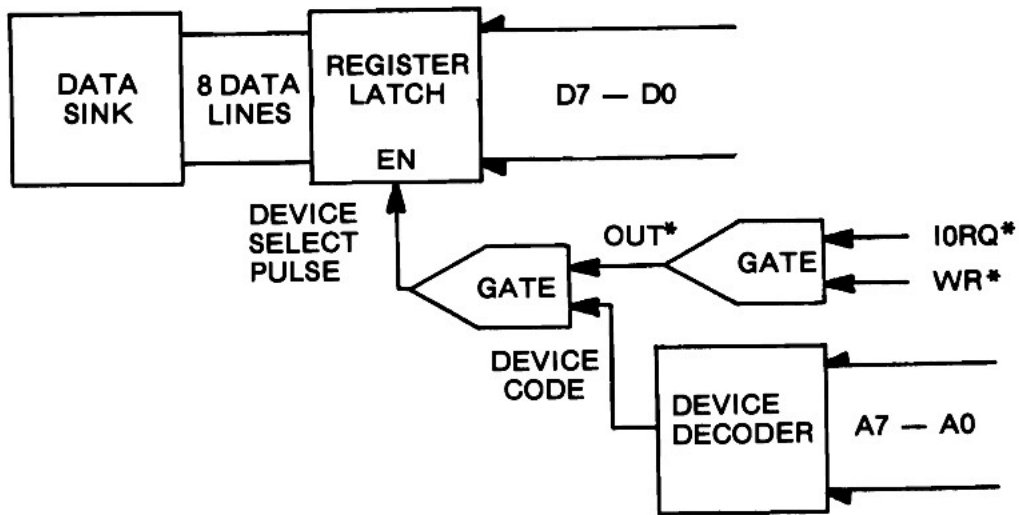 DATA
SINK
8 DATA
LINES
REGISTER
LATCH
EN
D7 — D0
DEVICE
SELECT
PULSE
OUT*
GATE
GATE
IORQ*
WR*
DEVICE
CODE
DEVICE
DECODER
A7 — A0